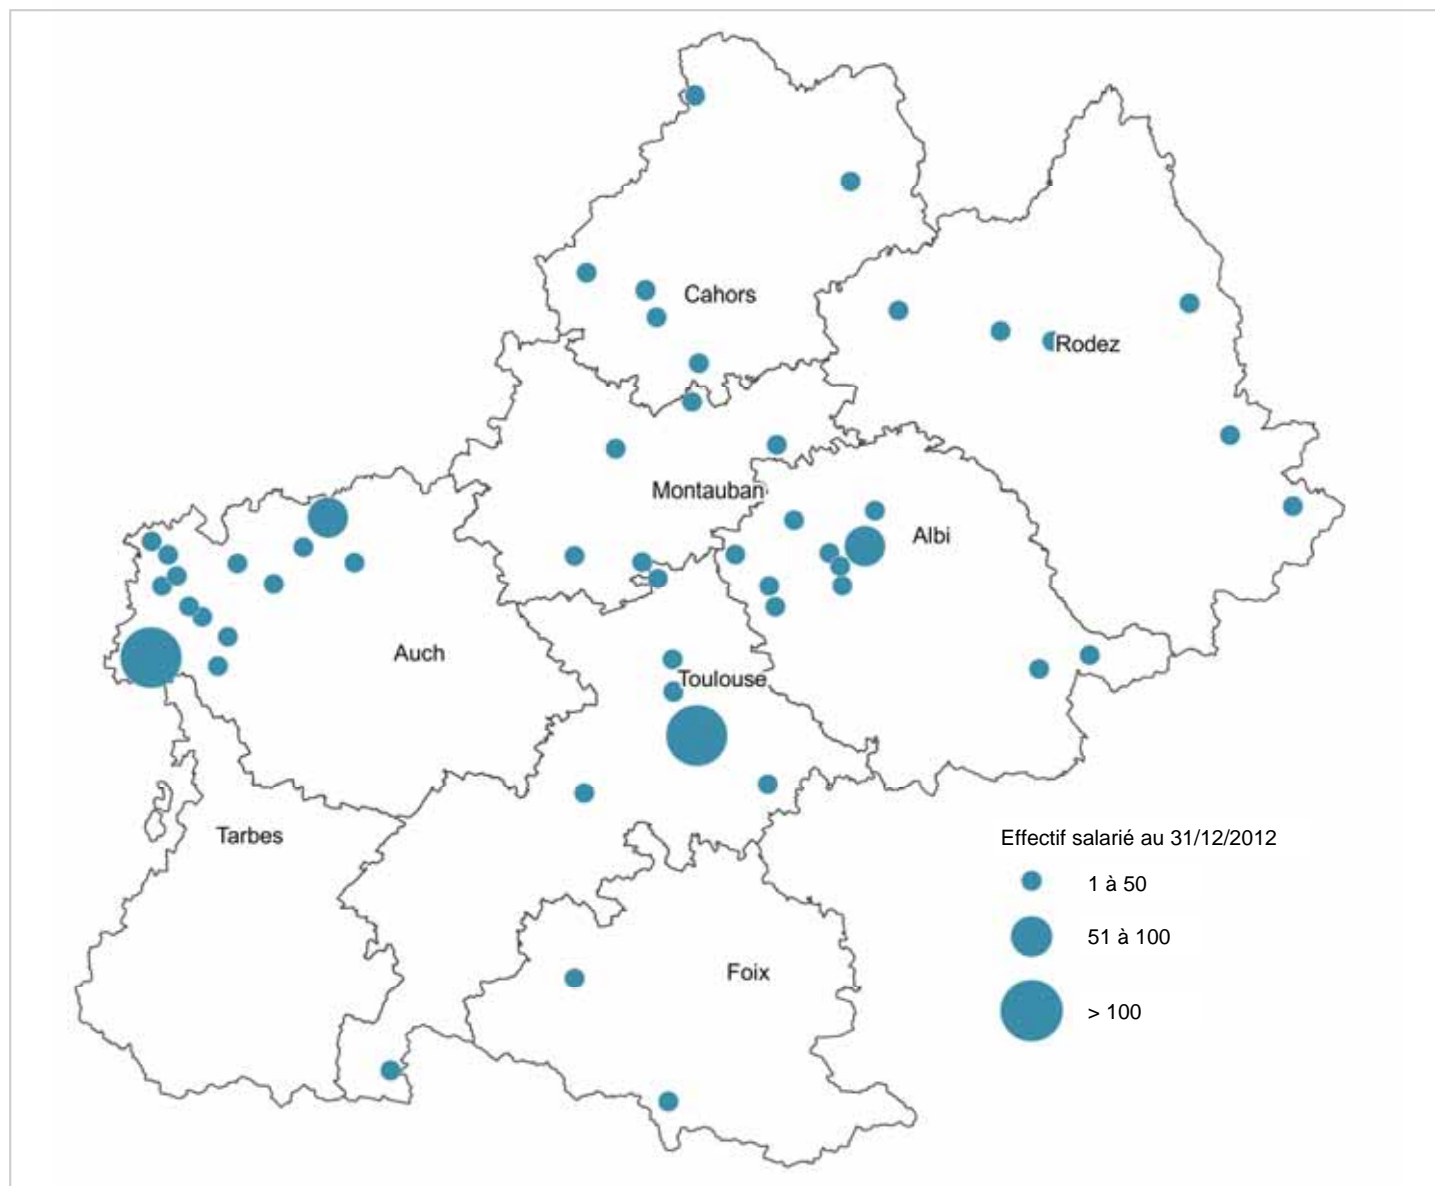 Cahors
Rodez
Montauban
Albi
Auch
Toulouse
Tarbes
Effectif salarié au 31/12/2012
1 à 50
51 à 100
Foix
> 100